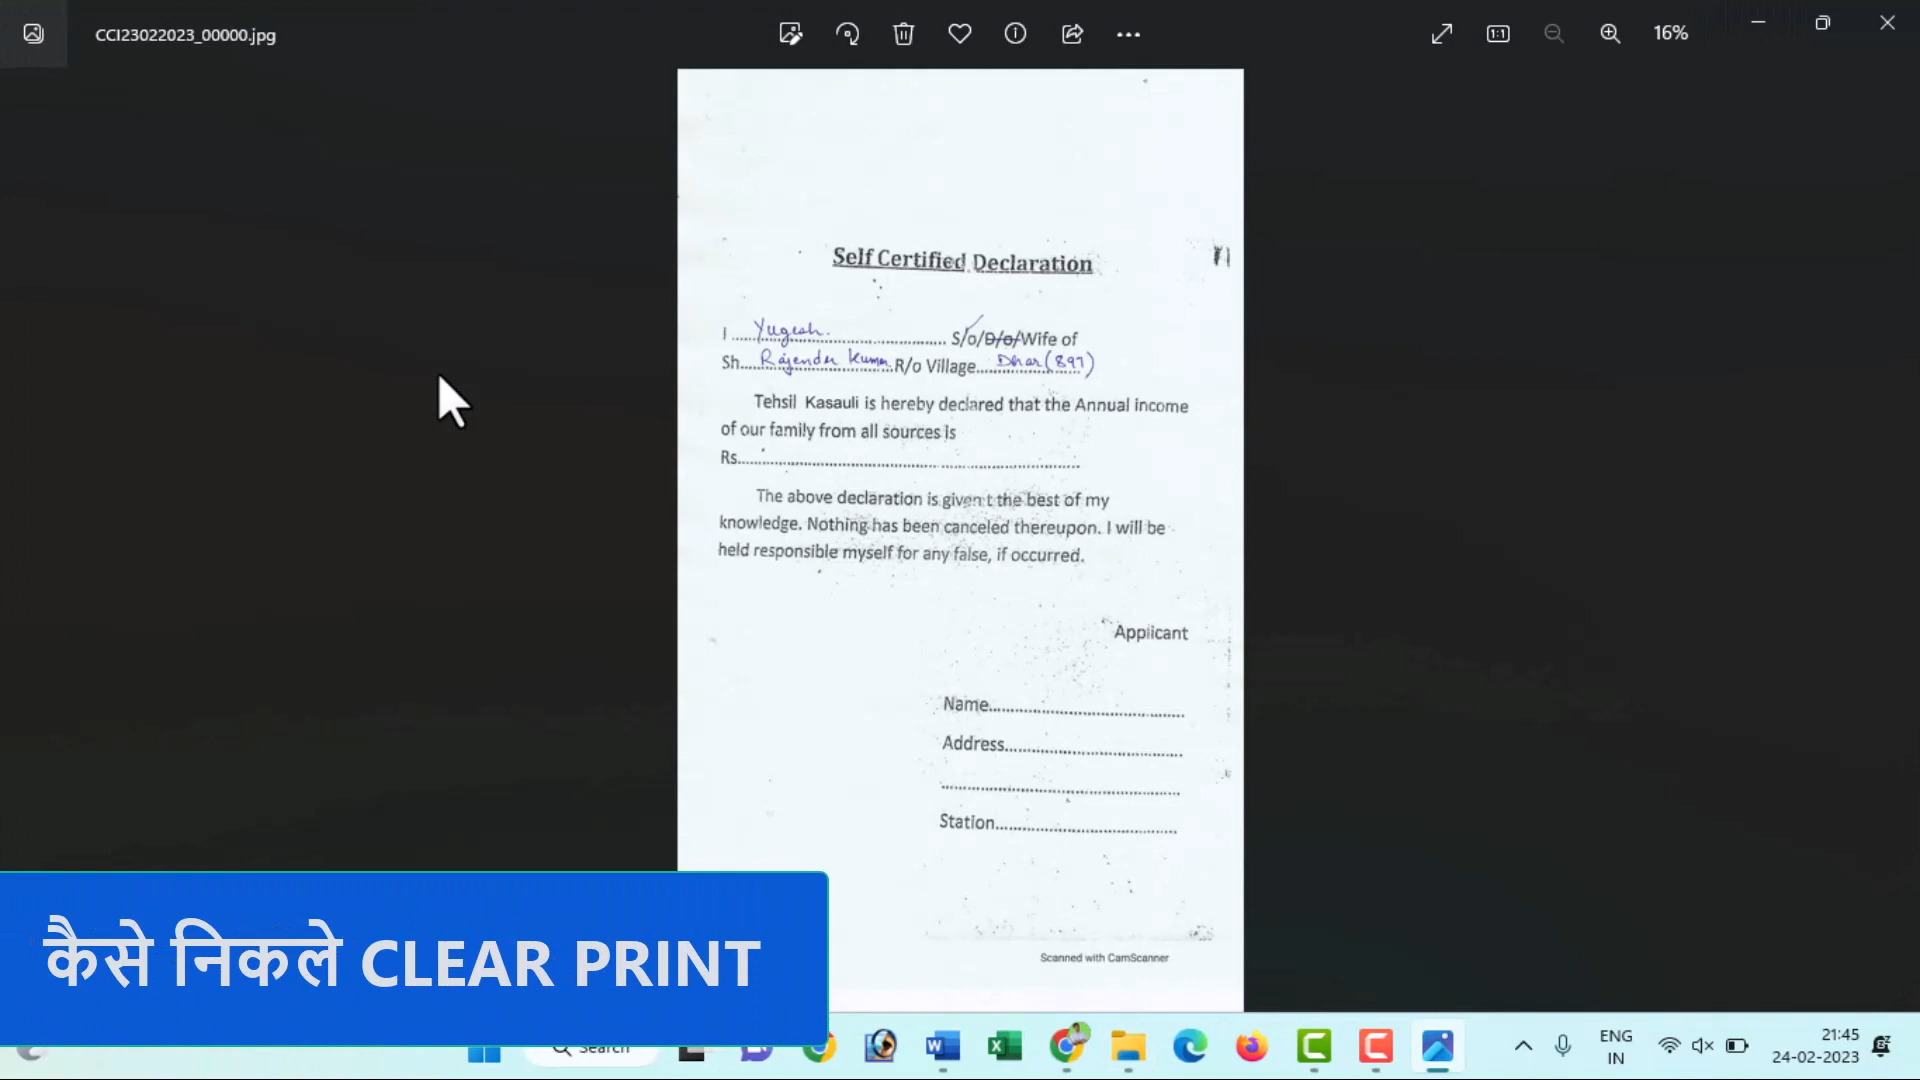 CCI23022023_00000.jpg
16%
Self Certified Declaration
I........Yugesh........ S/o/D/o/Wife of
Sh....Rajender Kumar..R/o Village....Dhar(897)
Tehsil Kasauli is hereby declared that the Annual income
of our family from all sources is
Rs..................................................
The above declaration is given t the best of my
knowledge. Nothing has been canceled thereupon. I will be
held responsible myself for any false, if occurred.
Applicant
Name..............................
Address..............................
..............................
Station..............................
Scanned with CamScanner
कैसे निकले CLEAR PRINT
Search
ENG
IN
21:45
24-02-2023